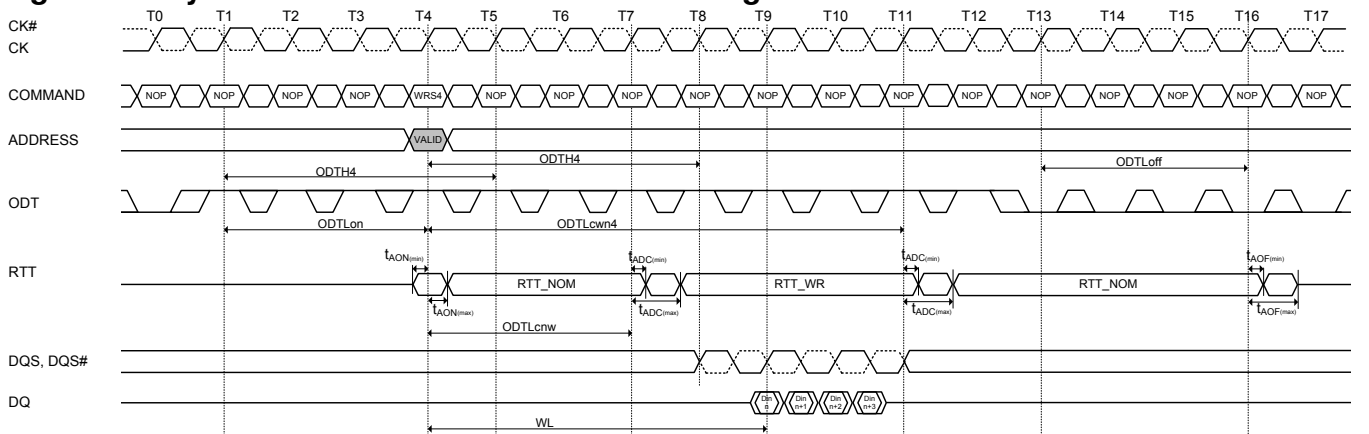 T0 T1 T2 T3 T4 T5 T6 T7 T8 T9 T10 T11 T12 T13 T14 T15 T16 T17
CK#
CK
COMMAND NOP NOP NOP NOP WRS4 NOP NOP NOP NOP NOP NOP NOP NOP NOP NOP NOP NOP NOP
ADDRESS VALID
ODTH4 ODTH4 ODTLoff
ODT
ODTLon ODTLcwn4
tAON(min) tADC(min) tADC(min) tAOF(min)
RTT RTT_NOM RTT_WR RTT_NOM
tAON(max) tADC(max) tADC(max) tAOF(max)
ODTLcnw
DQS, DQS#
DQ Din n Din n+1 Din n+2 Din n+3
WL